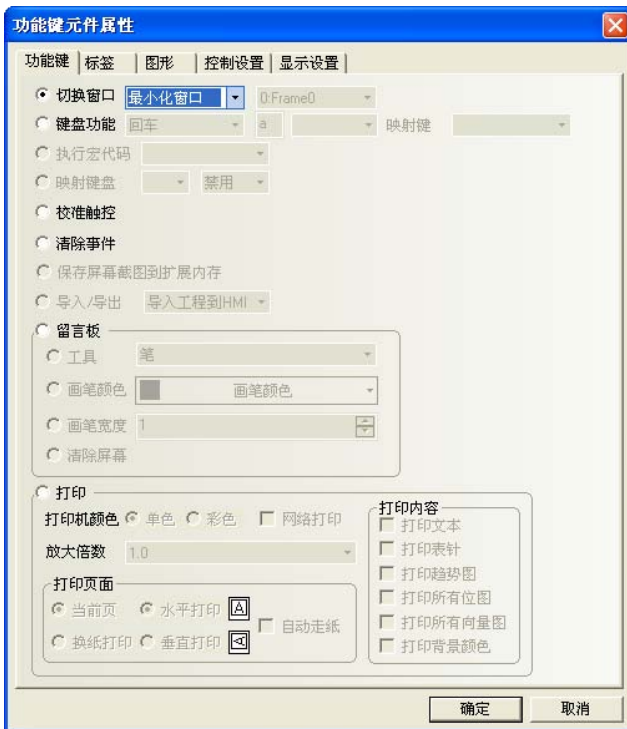 功能键元件属性
功能键 标签 图形 控制设置 显示设置
切换窗口 最小化窗口 0:Frame0
键盘功能 回车 a 映射键
执行宏代码
映射键盘 禁用
校准触控
清除事件
保存屏幕截图到扩展内存
导入/导出 导入工程到HMI
留言板
工具 笔
画笔颜色 画笔颜色
画笔宽度 1
清除屏幕
打印
打印机颜色 单色 彩色 网络打印
放大倍数 1.0
打印页面
当前页 水平打印 A
换纸打印 垂直打印 A
自动走纸
打印内容
打印文本
打印表针
打印趋势图
打印所有位图
打印所有向量图
打印背景颜色
确定 取消